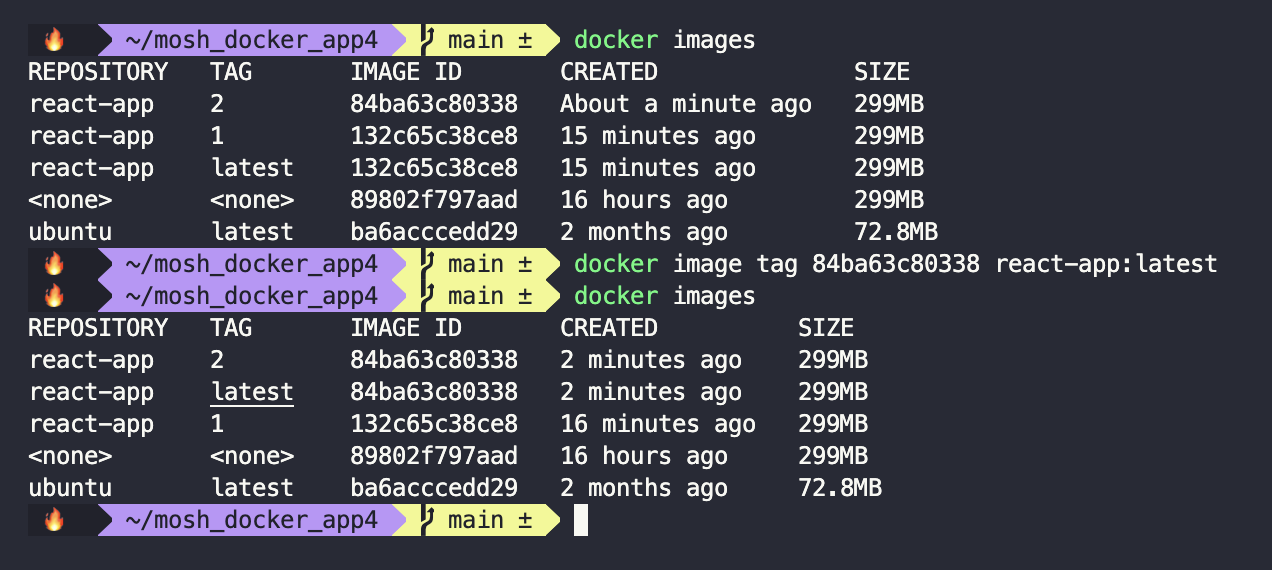 🔥 ~/mosh_docker_app4 main ± docker images
REPOSITORY TAG IMAGE ID CREATED SIZE
react-app 2 84ba63c80338 About a minute ago 299MB
react-app 1 132c65c38ce8 15 minutes ago 299MB
react-app latest 132c65c38ce8 15 minutes ago 299MB
<none> <none> 89802f797aad 16 hours ago 299MB
ubuntu latest ba6acccedd29 2 months ago 72.8MB
🔥 ~/mosh_docker_app4 main ± docker image tag 84ba63c80338 react-app:latest
🔥 ~/mosh_docker_app4 main ± docker images
REPOSITORY TAG IMAGE ID CREATED SIZE
react-app 2 84ba63c80338 2 minutes ago 299MB
react-app latest 84ba63c80338 2 minutes ago 299MB
react-app 1 132c65c38ce8 16 minutes ago 299MB
<none> <none> 89802f797aad 16 hours ago 299MB
ubuntu latest ba6acccedd29 2 months ago 72.8MB
🔥 ~/mosh_docker_app4 main ±